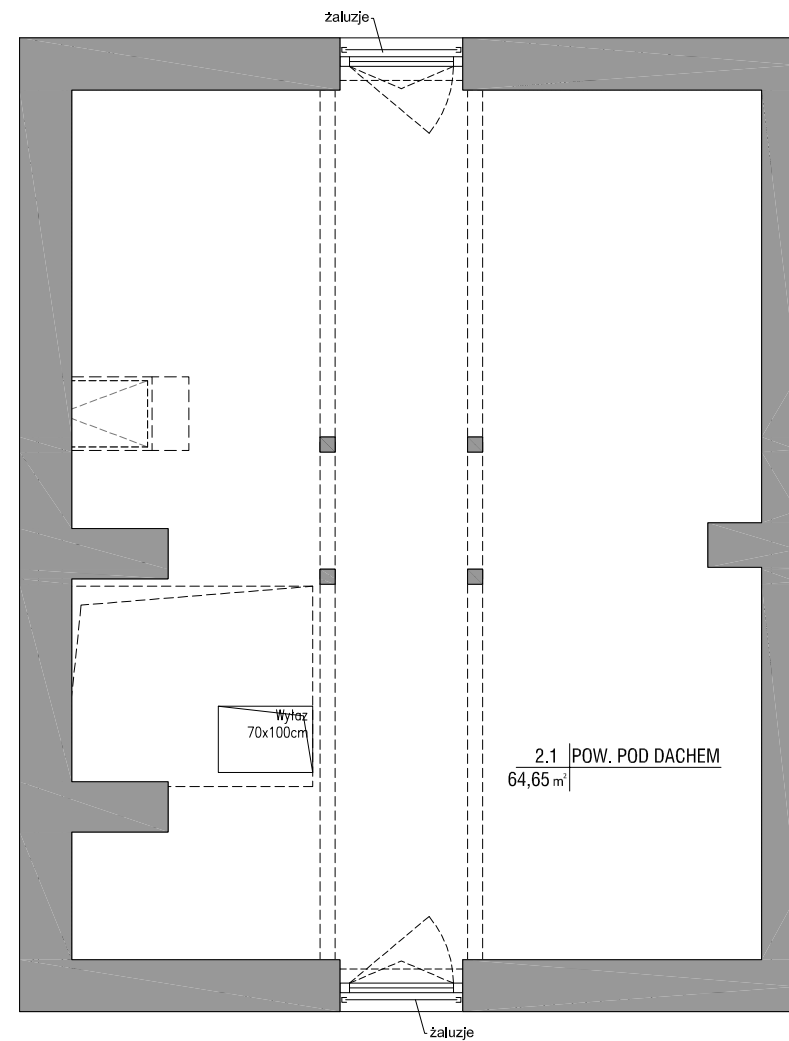 żaluzje
Wyłaz
70x100cm
2.1 POW. POD DACHEM
64,65 m²
żaluzje